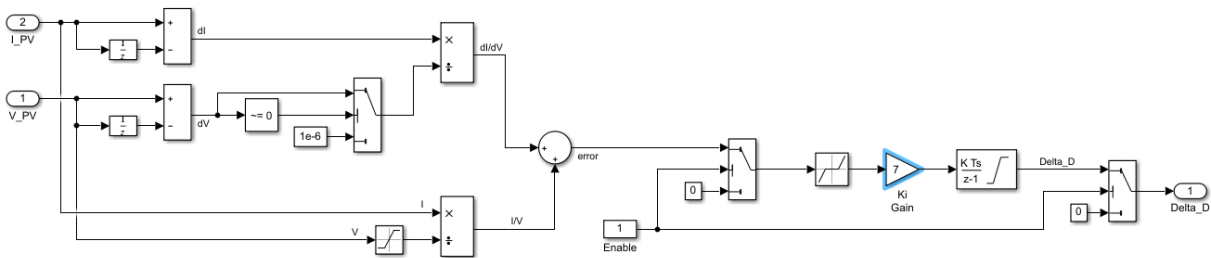 2
I_PV
1
z
+
−
dI
×
÷
dI/dV
1
V_PV
1
z
+
−
dV
~= 0
1e-6
+
+
error
I
V
×
÷
I/V
1
Enable
0
7
Ki
Gain
K Ts
z-1
Delta_D
0
1
Delta_D